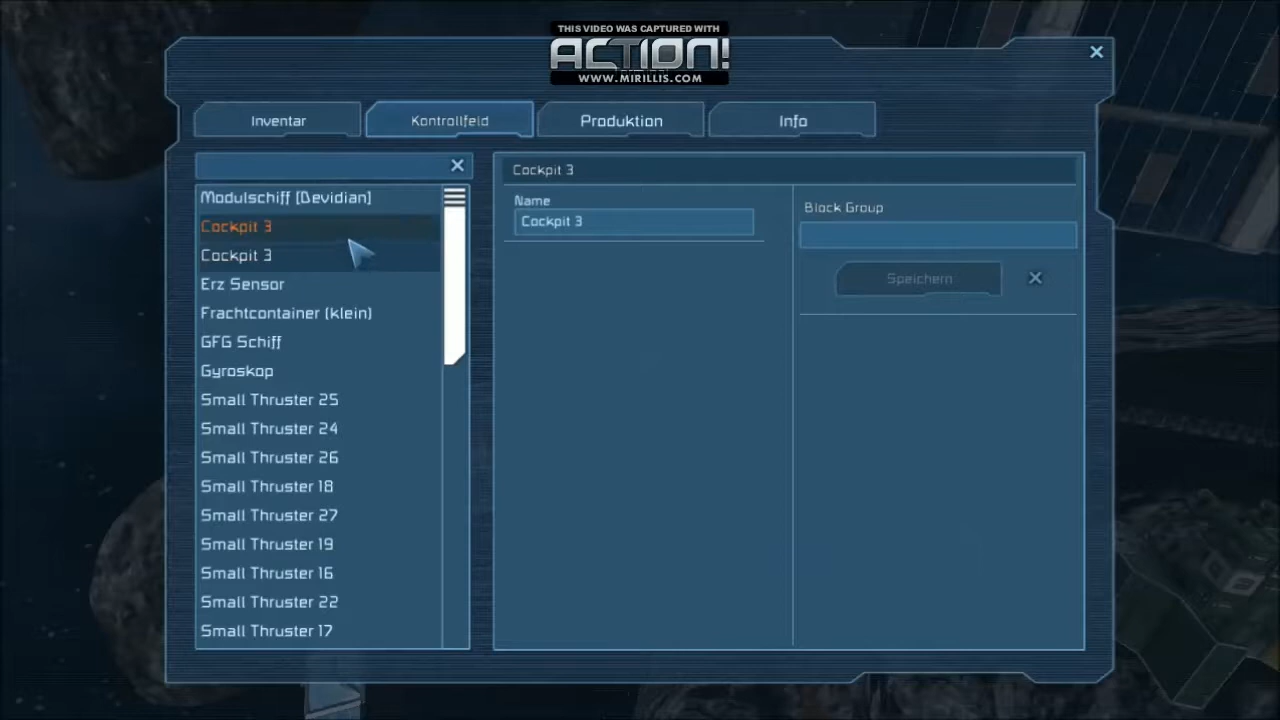 THIS VIDEO WAS CAPTURED WITH
ACTION!
WWW.MIRILLIS.COM
Inventar
Kontrollfeld
Produktion
Info
Modulschiff [Devidian]
Cockpit 3
Cockpit 3
Erz Sensor
Frachtcontainer (klein)
GFG Schiff
Gyroskop
Small Thruster 25
Small Thruster 24
Small Thruster 26
Small Thruster 18
Small Thruster 27
Small Thruster 19
Small Thruster 16
Small Thruster 22
Small Thruster 17
Cockpit 3
Name
Cockpit 3
Block Group
Speichern